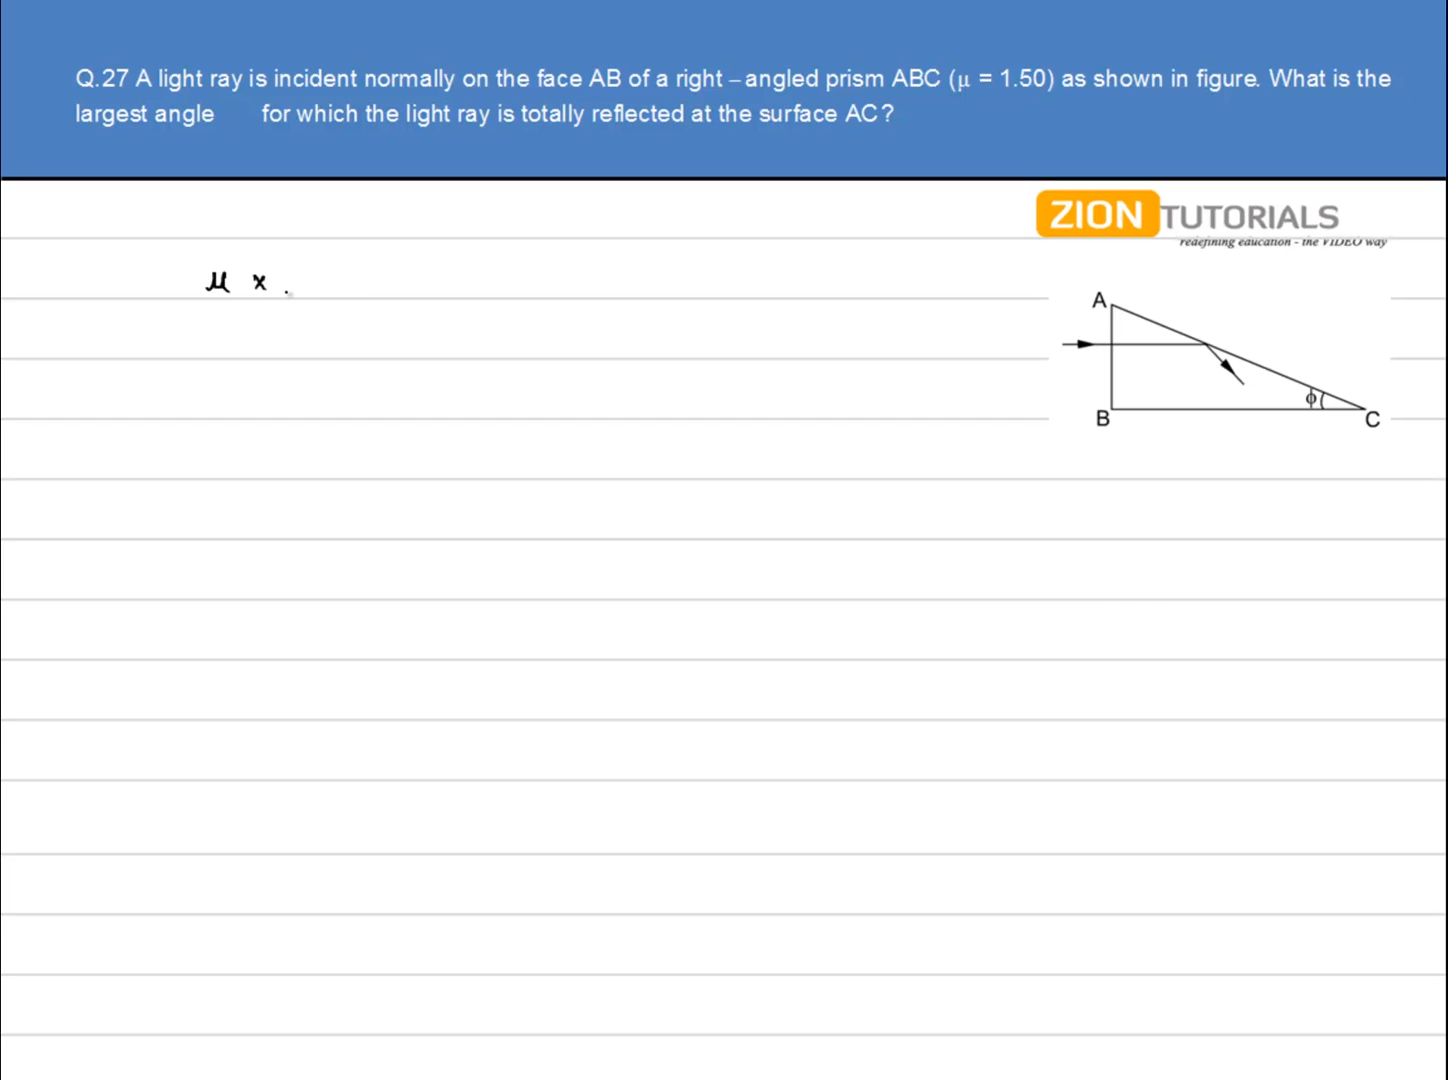 Q.27 A light ray is incident normally on the face AB of a right – angled prism ABC (μ = 1.50) as shown in figure. What is the
largest angle for which the light ray is totally reflected at the surface AC ?
ZION TUTORIALS
redefining education - the VIDEO way
μ x .
A
ϕ
B
C